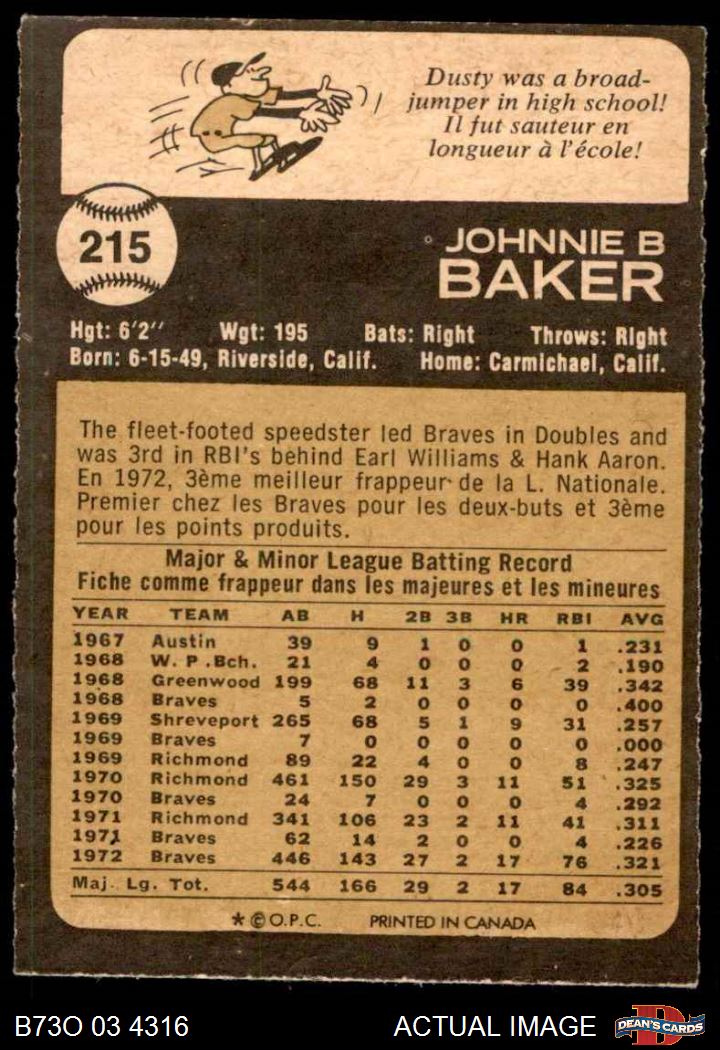 Dusty was a broad-
jumper in high school!
Il fut sauteur en
longueur à l'école!
215
JOHNNIE B
BAKER
Hgt: 6'2" Wgt: 195 Bats: Right Throws: Right
Born: 6-15-49, Riverside, Calif. Home: Carmichael, Calif.
The fleet-footed speedster led Braves in Doubles and
was 3rd in RBI's behind Earl Williams & Hank Aaron.
En 1972, 3ème meilleur frappeur de la L. Nationale.
Premier chez les Braves pour les deux-buts et 3ème
pour les points produits.
Major & Minor League Batting Record
Fiche comme frappeur dans les majeures et les mineures
YEAR TEAM AB H 2B 3B HR RBI AVG
1967 Austin 39 9 1 0 0 1 .231
1968 W. P. Bch. 21 4 0 0 0 2 .190
1968 Greenwood 199 68 11 3 6 39 .342
1968 Braves 5 2 0 0 0 0 .400
1969 Shreveport 265 68 5 1 9 31 .257
1969 Braves 7 0 0 0 0 0 .000
1969 Richmond 89 22 4 0 0 8 .247
1970 Richmond 461 150 29 3 11 51 .325
1970 Braves 24 7 0 0 0 4 .292
1971 Richmond 341 106 23 2 11 41 .311
1971 Braves 62 14 2 0 0 4 .226
1972 Braves 446 143 27 2 17 76 .321
Maj. Lg. Tot. 544 166 29 2 17 84 .305
* © O.P.C. PRINTED IN CANADA
B73O 03 4316 ACTUAL IMAGE DEAN'S CARDS